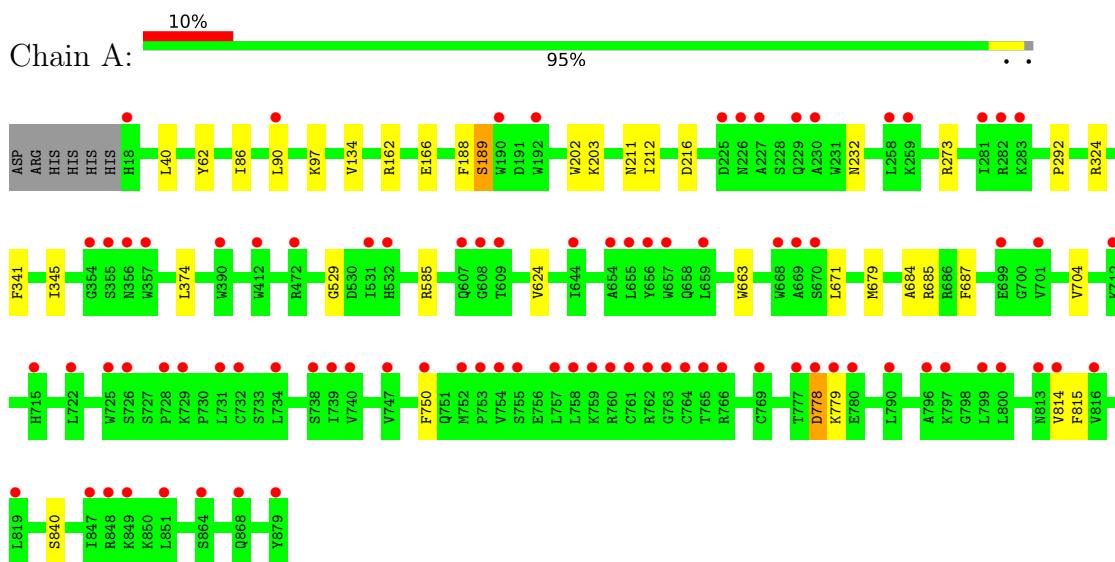 10%
Chain A:
95%
ASP ARG HIS HIS HIS HIS H18 L40 Y62 I86 L90 K97 V134 R162 E166 F188 S189 W190 D191 W192 W202 K203 N211 I212 D216 D225 N226 A227 S228 Q229 A230 W231 N232 L258 K259 R273 I281 R282 K283 P292 R324
F341 I345 G354 S355 N356 W357 L374 W390 W412 R472 G529 D530 I531 H532 R585 Q607 G608 T609 V624 I644 A654 L655 Y656 W657 Q658 L659 W663 W668 A669 S670 L671 M679 A684 R685 R686 F687 E699 G700 V701 V704
H715 L722 W725 S726 S727 P728 K729 P730 L731 C732 S733 L734 S738 I739 V740 V747 F750 Q751 M752 P753 V754 S755 E756 L757 L758 K759 R760 C761 R762 G763 C764 T765 R766 C769 T777 D778 K779 E780 L790 A796 K797 G798 L799 L800 N813 V814 F815 V816
L819 S840 I847 R848 K849 K850 L851 S864 Q868 Y879